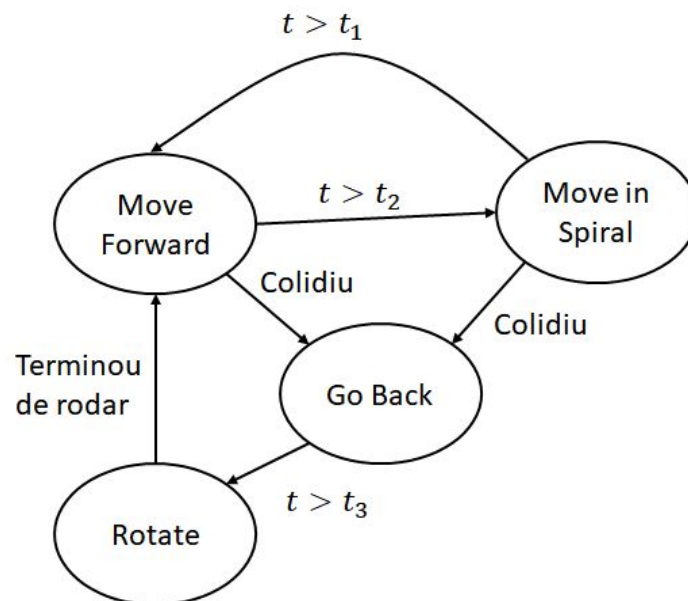 t > t₁
Move
Forward
t > t₂
Move in
Spiral
Colidiu
Colidiu
Terminou
de rodar
Go Back
t > t₃
Rotate